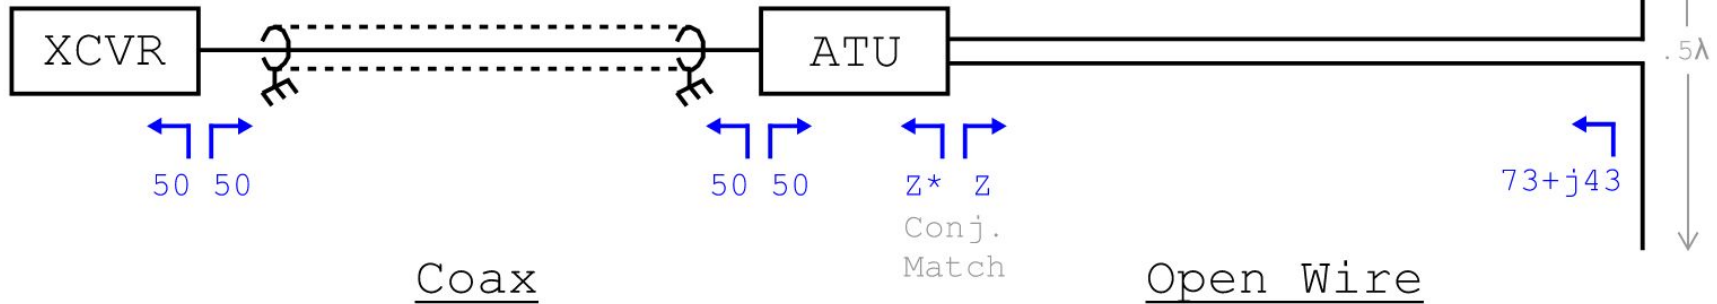 XCVR
ATU
.5λ
50 50
50 50
Z* Z
73+j43
Conj.
Match
Coax
Open Wire